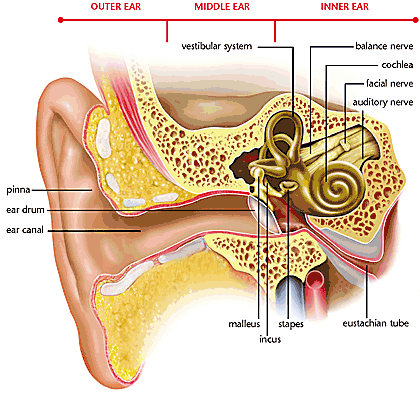 OUTER EAR MIDDLE EAR INNER EAR
vestibular system
balance nerve
cochlea
facial nerve
auditory nerve
pinna
ear drum
ear canal
malleus
incus
stapes
eustachian tube